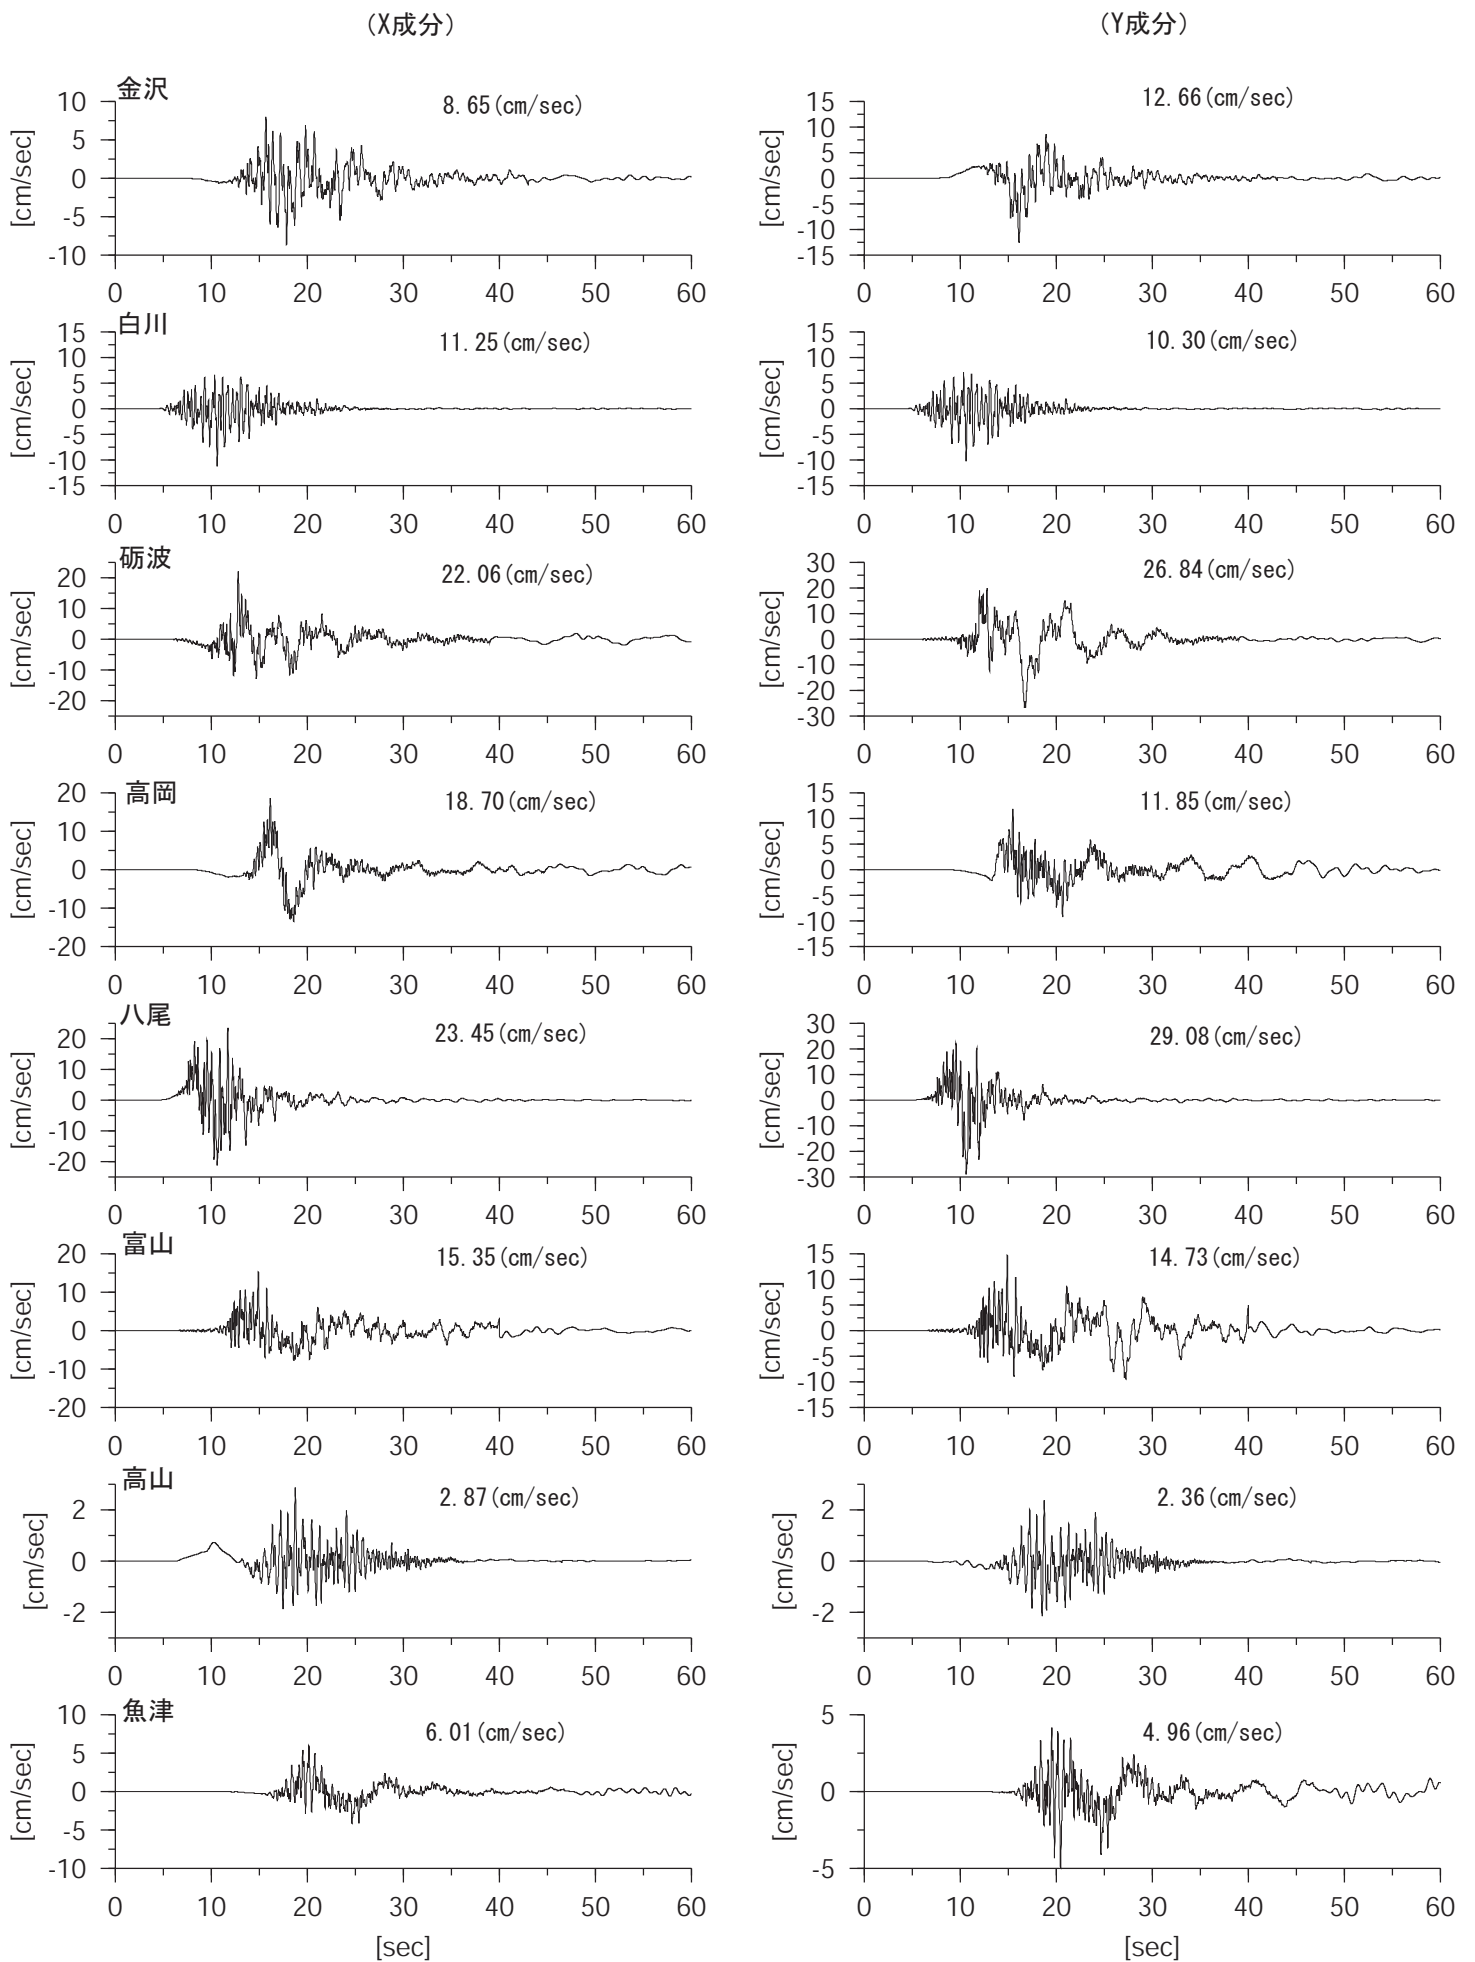 (X成分)
(Y成分)
金沢
8.65(cm/sec)
[cm/sec]
10
5
0
-5
-10
0 10 20 30 40 50 60
12.66(cm/sec)
[cm/sec]
15
10
5
0
-5
-10
-15
0 10 20 30 40 50 60
白川
11.25(cm/sec)
[cm/sec]
15
10
5
0
-5
-10
-15
0 10 20 30 40 50 60
10.30(cm/sec)
[cm/sec]
15
10
5
0
-5
-10
-15
0 10 20 30 40 50 60
砺波
22.06(cm/sec)
[cm/sec]
20
10
0
-10
-20
0 10 20 30 40 50 60
26.84(cm/sec)
[cm/sec]
30
20
10
0
-10
-20
-30
0 10 20 30 40 50 60
高岡
18.70(cm/sec)
[cm/sec]
20
10
0
-10
-20
0 10 20 30 40 50 60
11.85(cm/sec)
[cm/sec]
15
10
5
0
-5
-10
-15
0 10 20 30 40 50 60
八尾
23.45(cm/sec)
[cm/sec]
20
10
0
-10
-20
0 10 20 30 40 50 60
29.08(cm/sec)
[cm/sec]
30
20
10
0
-10
-20
-30
0 10 20 30 40 50 60
富山
15.35(cm/sec)
[cm/sec]
20
10
0
-10
-20
0 10 20 30 40 50 60
14.73(cm/sec)
[cm/sec]
15
10
5
0
-5
-10
-15
0 10 20 30 40 50 60
高山
2.87(cm/sec)
[cm/sec]
2
0
-2
0 10 20 30 40 50 60
2.36(cm/sec)
[cm/sec]
2
0
-2
0 10 20 30 40 50 60
魚津
6.01(cm/sec)
[cm/sec]
10
5
0
-5
-10
0 10 20 30 40 50 60
[sec]
4.96(cm/sec)
[cm/sec]
5
0
-5
0 10 20 30 40 50 60
[sec]